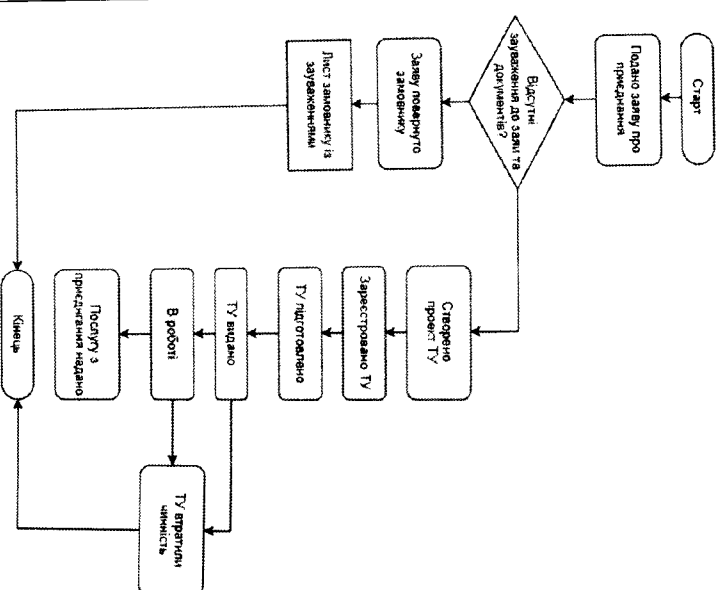 Старт
Подано заяву про
приєднання
Відсутні
зауваження до заяи та
документів?
Заяву повернуто
замовнику
Лист замовнику із
зауваженнями
Створено
проект ТУ
Зареєстровано ТУ
ТУ підготовлено
ТУ видано
В роботі
Послугу з
приєднання надано
ТУ втратили
чинність
Кінець